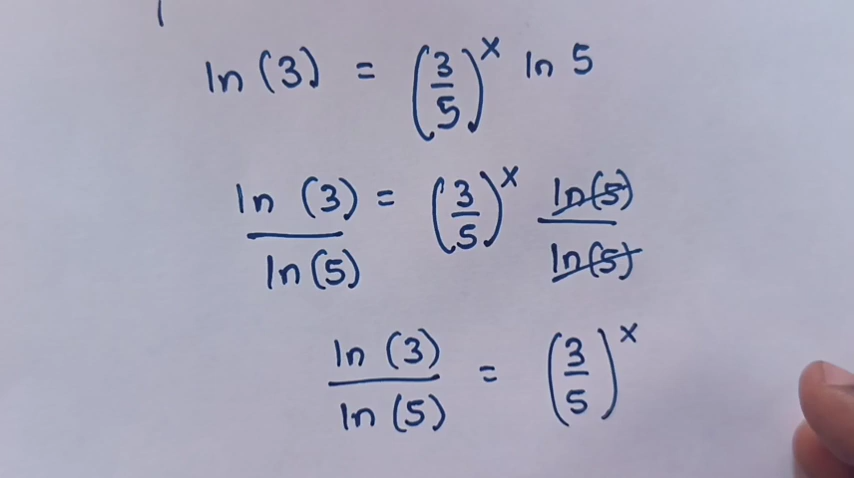 ln (3) = (3/5)^x ln 5
ln (3)/ln (5) = (3/5)^x ln(5)/ln(5)
ln (3)/ln (5) = (3/5)^x